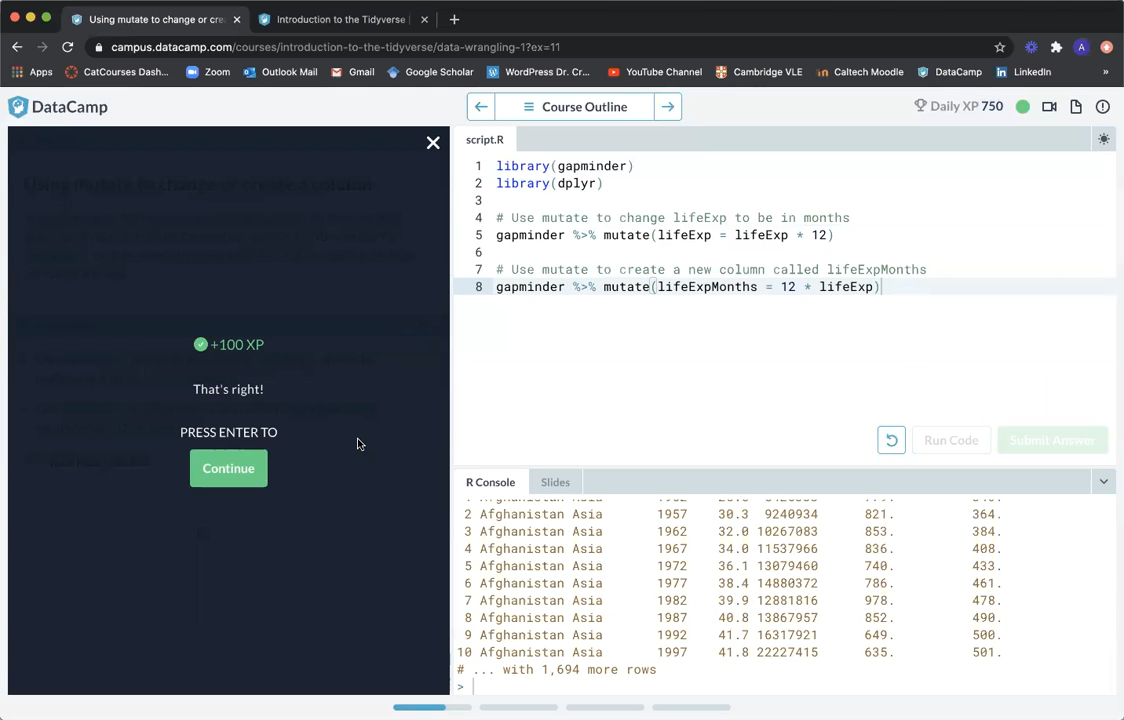 Using mutate to change or cre
Introduction to the Tidyverse
campus.datacamp.com/courses/introduction-to-the-tidyverse/data-wrangling-1?ex=11
A
Apps
CatCourses Dash...
Zoom
Outlook Mail
Gmail
Google Scholar
WordPress Dr. Cr...
YouTube Channel
Cambridge VLE
Caltech Moodle
DataCamp
LinkedIn
»
DataCamp
Course Outline
Daily XP 750
Using mutate to change or create a column
+100 XP
That's right!
PRESS ENTER TO
Continue
script.R
1 library(gapminder)
2 library(dplyr)
3
4 # Use mutate to change lifeExp to be in months
5 gapminder %>% mutate(lifeExp = lifeExp * 12)
6
7 # Use mutate to create a new column called lifeExpMonths
8 gapminder %>% mutate(lifeExpMonths = 12 * lifeExp)
Run Code
Submit Answer
R Console
Slides
2 Afghanistan Asia 1957 30.3 9240934 821. 364.
3 Afghanistan Asia 1962 32.0 10267083 853. 384.
4 Afghanistan Asia 1967 34.0 11537966 836. 408.
5 Afghanistan Asia 1972 36.1 13079460 740. 433.
6 Afghanistan Asia 1977 38.4 14880372 786. 461.
7 Afghanistan Asia 1982 39.9 12881816 978. 478.
8 Afghanistan Asia 1987 40.8 13867957 852. 490.
9 Afghanistan Asia 1992 41.7 16317921 649. 500.
10 Afghanistan Asia 1997 41.8 22227415 635. 501.
# ... with 1,694 more rows
>